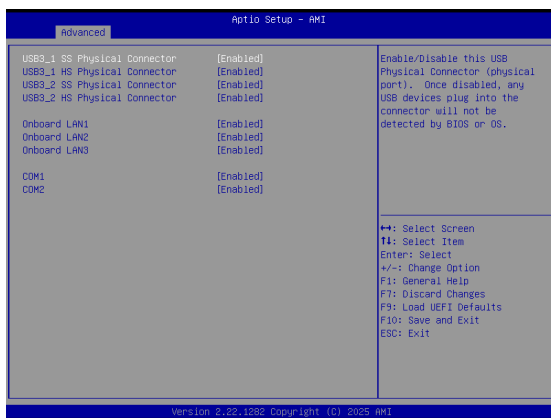 Aptio Setup - AMI
Advanced
USB3_1 SS Physical Connector [Enabled]
USB3_1 HS Physical Connector [Enabled]
USB3_2 SS Physical Connector [Enabled]
USB3_2 HS Physical Connector [Enabled]
Onboard LAN1 [Enabled]
Onboard LAN2 [Enabled]
Onboard LAN3 [Enabled]
COM1 [Enabled]
COM2 [Enabled]
Enable/Disable this USB
Physical Connector (physical
port). Once disabled, any
USB devices plug into the
connector will not be
detected by BIOS or OS.
↔: Select Screen
↑↓: Select Item
Enter: Select
+/-: Change Option
F1: General Help
F7: Discard Changes
F9: Load UEFI Defaults
F10: Save and Exit
ESC: Exit
Version 2.22.1282 Copyright (C) 2025 AMI